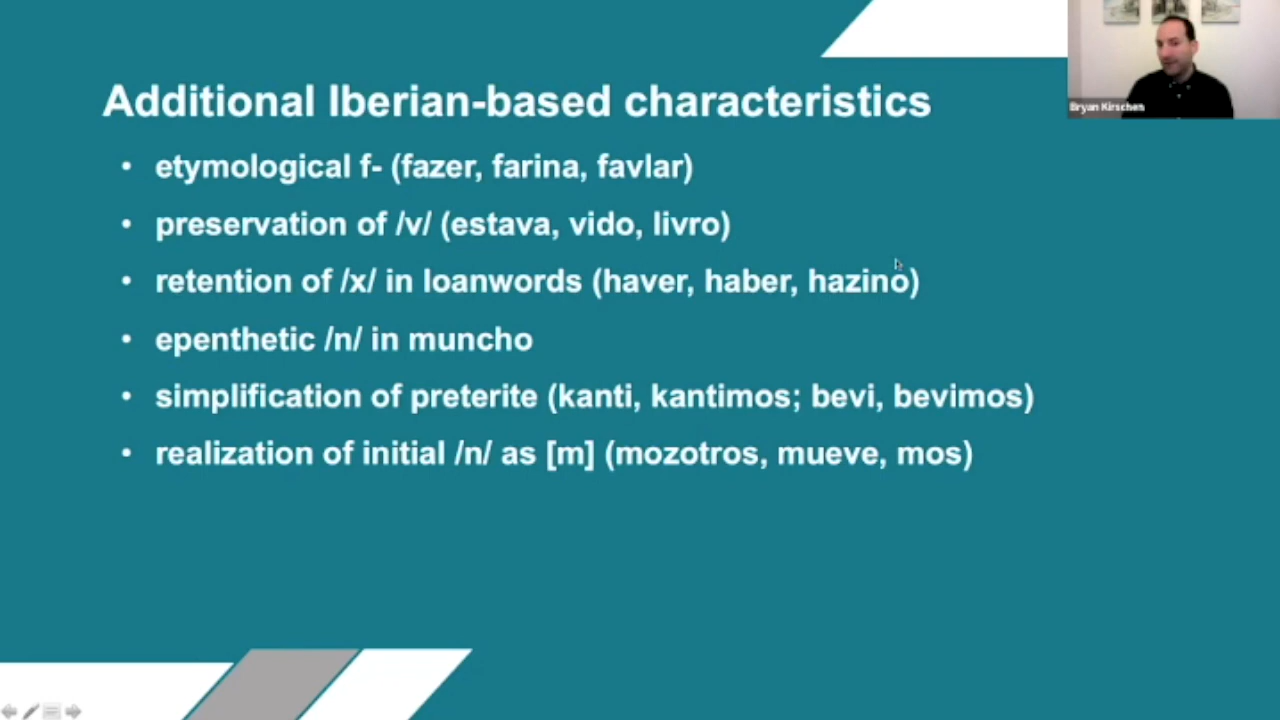 Additional Iberian-based characteristics
• etymological f- (fazer, farina, favlar)
• preservation of /v/ (estava, vido, livro)
• retention of /x/ in loanwords (haver, haber, hazino)
• epenthetic /n/ in muncho
• simplification of preterite (kanti, kantimos; bevi, bevimos)
• realization of initial /n/ as [m] (mozotros, mueve, mos)
Bryan Kirschen